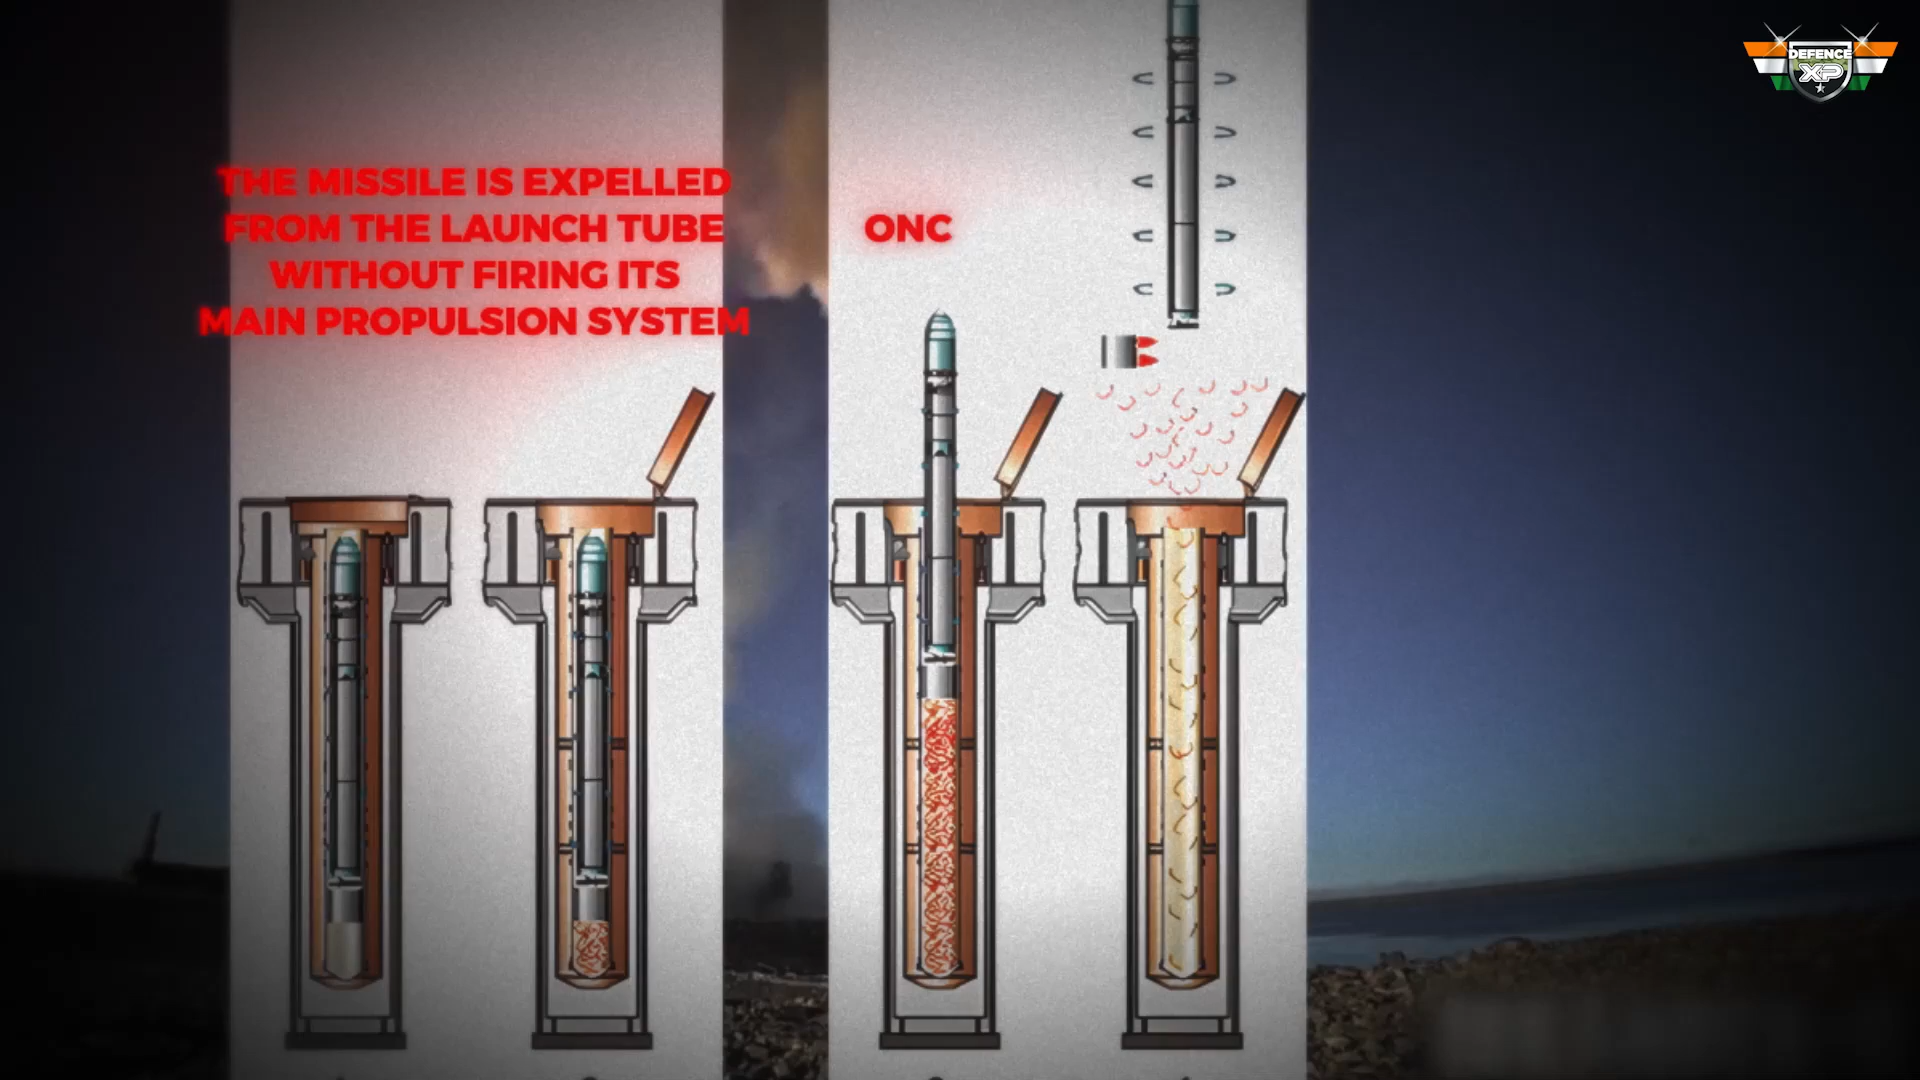 THE MISSILE IS EXPELLED
FROM THE LAUNCH TUBE
WITHOUT FIRING ITS
MAIN PROPULSION SYSTEM
ONC
DEFENCE
XP